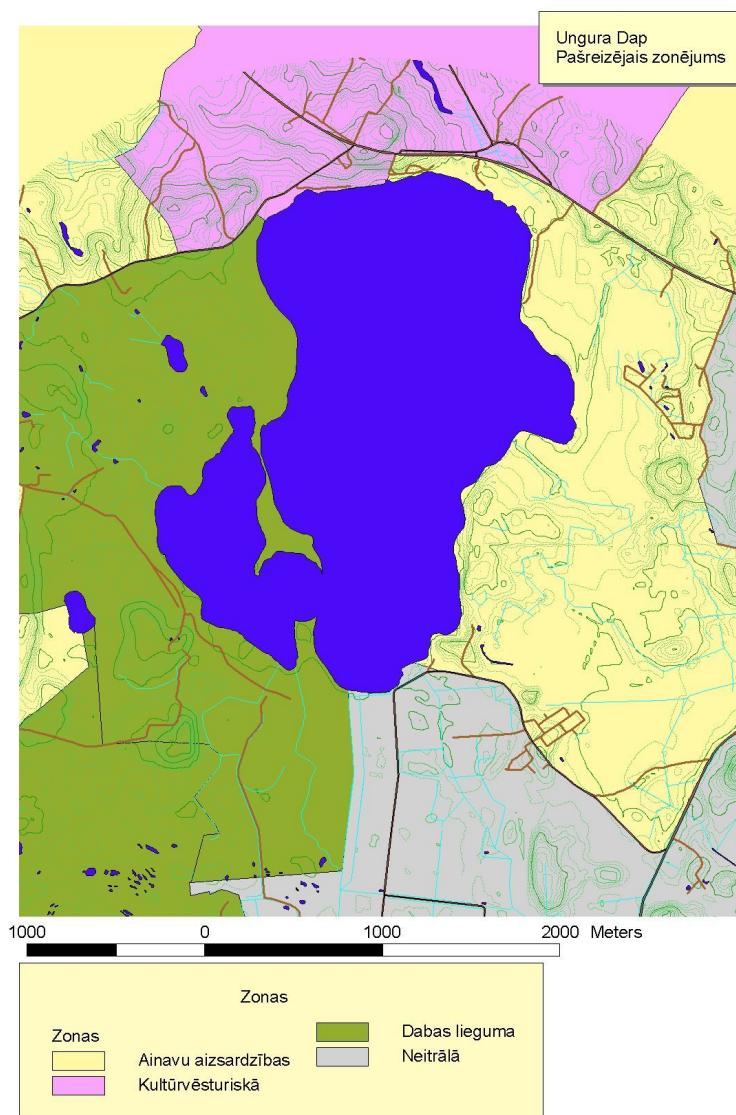 Ungura Dap
Pašreizējais zonējums
1000 0 1000 2000 Meters
Zonas
Zonas
Ainavu aizsardzības
Kultūrvēsturiskā
Dabas lieguma
Neitrālā